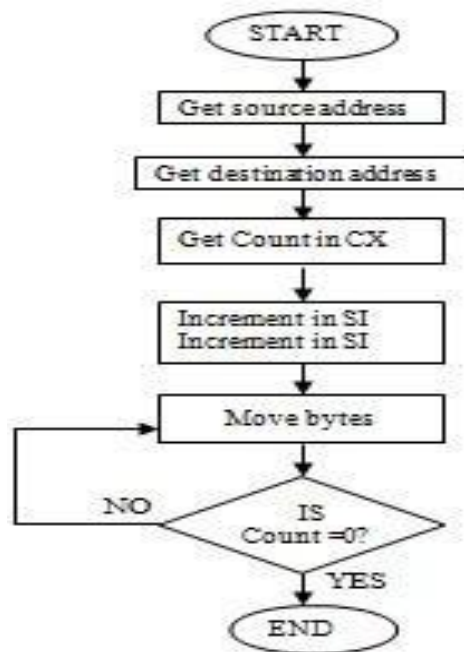 START
Get source address
Get destination address
Get Count in CX
Increment in SI
Increment in SI
Move bytes
IS
Count =0?
NO
YES
END